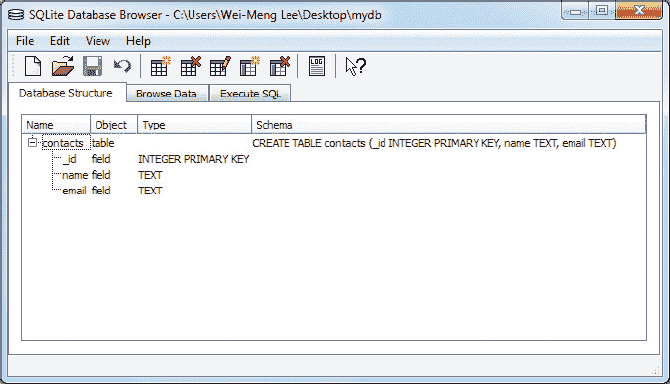 SQLite Database Browser - C:\Users\Wei-Meng Lee\Desktop\mydb
File Edit View Help
LOG
Database Structure Browse Data Execute SQL
Name Object Type Schema
contacts table CREATE TABLE contacts (_id INTEGER PRIMARY KEY, name TEXT, email TEXT)
_id field INTEGER PRIMARY KEY
name field TEXT
email field TEXT